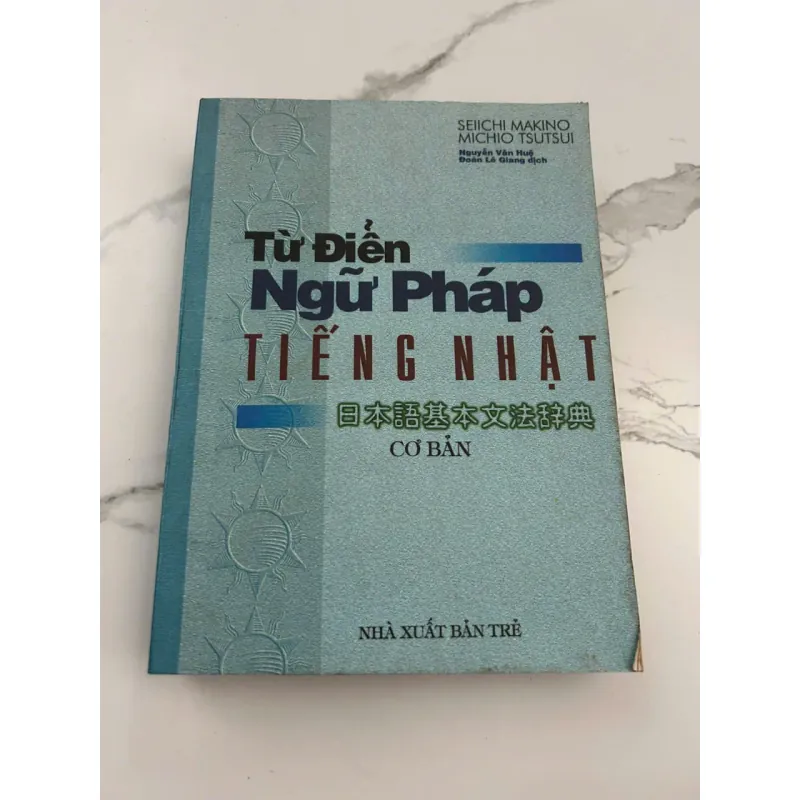 SEIICHI MAKINO
MICHIO TSUTSUI
Nguyễn Văn Huệ
Đoàn Lê Giang dịch
Từ Điển
Ngữ Pháp
TIẾNG NHẬT
日本語基本文法辞典
CƠ BẢN
NHÀ XUẤT BẢN TRẺ